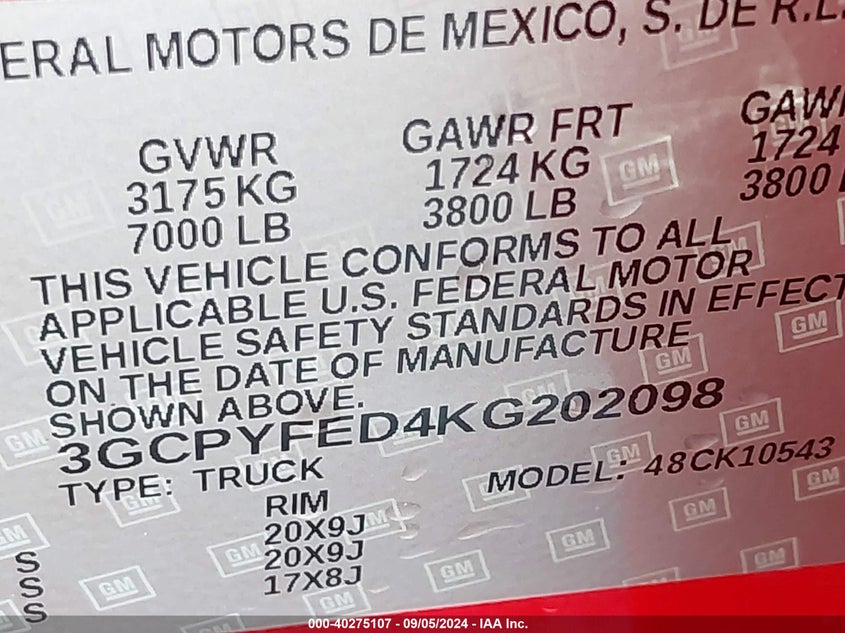 ERAL MOTORS DE MEXICO, S. DE R.L.
GVWR GAWR FRT GAWR
3175 KG 1724 KG 1724
7000 LB 3800 LB 3800
THIS VEHICLE CONFORMS TO ALL
APPLICABLE U.S. FEDERAL MOTOR
VEHICLE SAFETY STANDARDS IN EFFECT
ON THE DATE OF MANUFACTURE
SHOWN ABOVE.
3GCPYFED4KG202098
TYPE: TRUCK MODEL: 48CK10543
RIM
20X9J
S 20X9J
S 17X8J
S
000-40275107 - 09/05/2024 - IAA Inc.